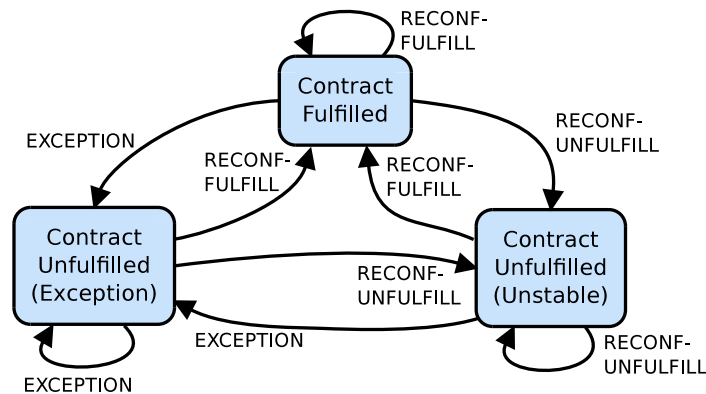 RECONF-
FULFILL
Contract
Fulfilled
EXCEPTION
RECONF-
UNFULFILL
RECONF-
FULFILL
RECONF-
FULFILL
Contract
Unfulfilled
(Exception)
Contract
Unfulfilled
(Unstable)
RECONF-
UNFULFILL
EXCEPTION
RECONF-
UNFULFILL
EXCEPTION